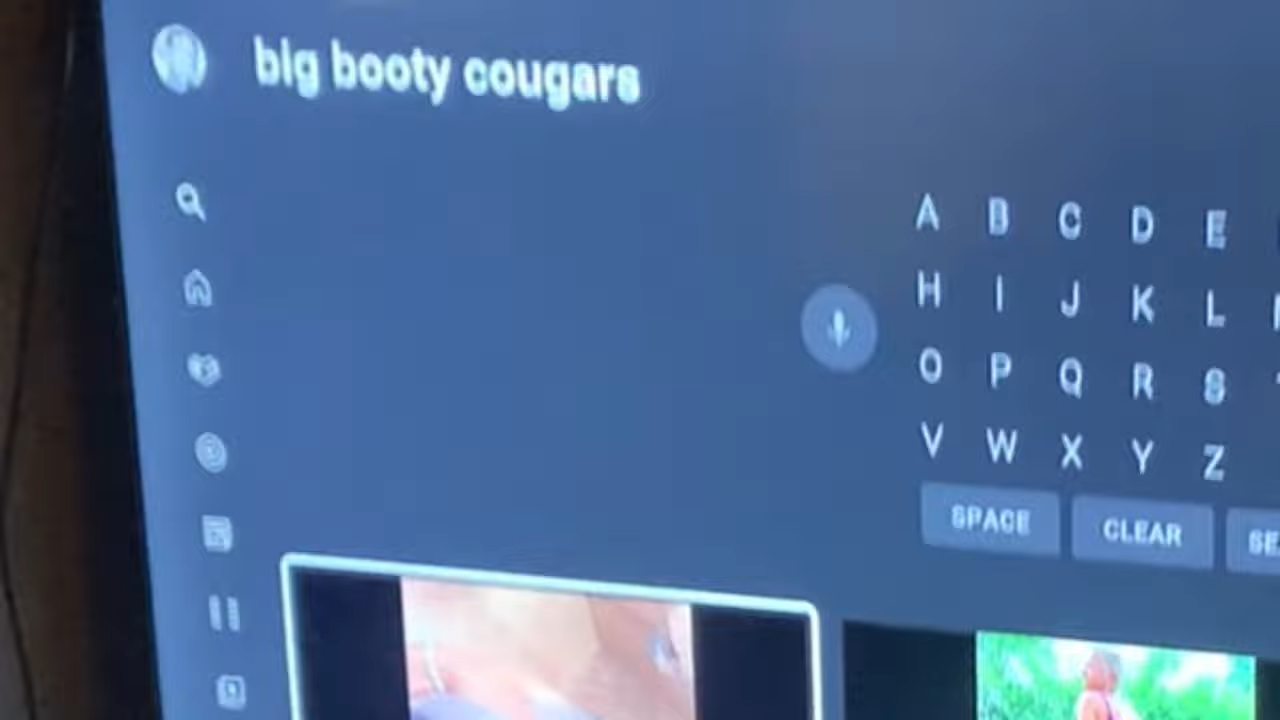 big booty cougars
A B C D E
H I J K L
O P Q R S
V W X Y Z
SPACE CLEAR